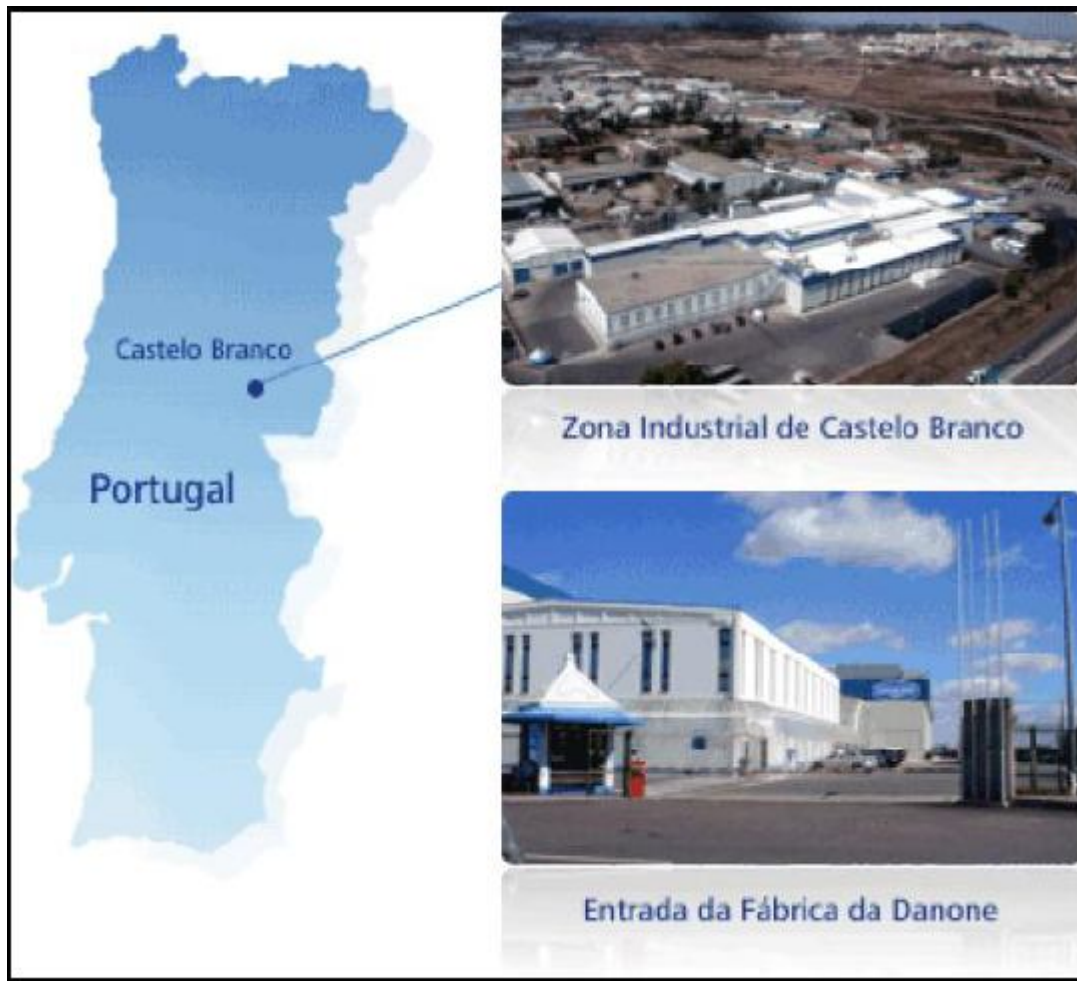 Castelo Branco
Portugal
Zona Industrial de Castelo Branco
Entrada da Fábrica da Danone